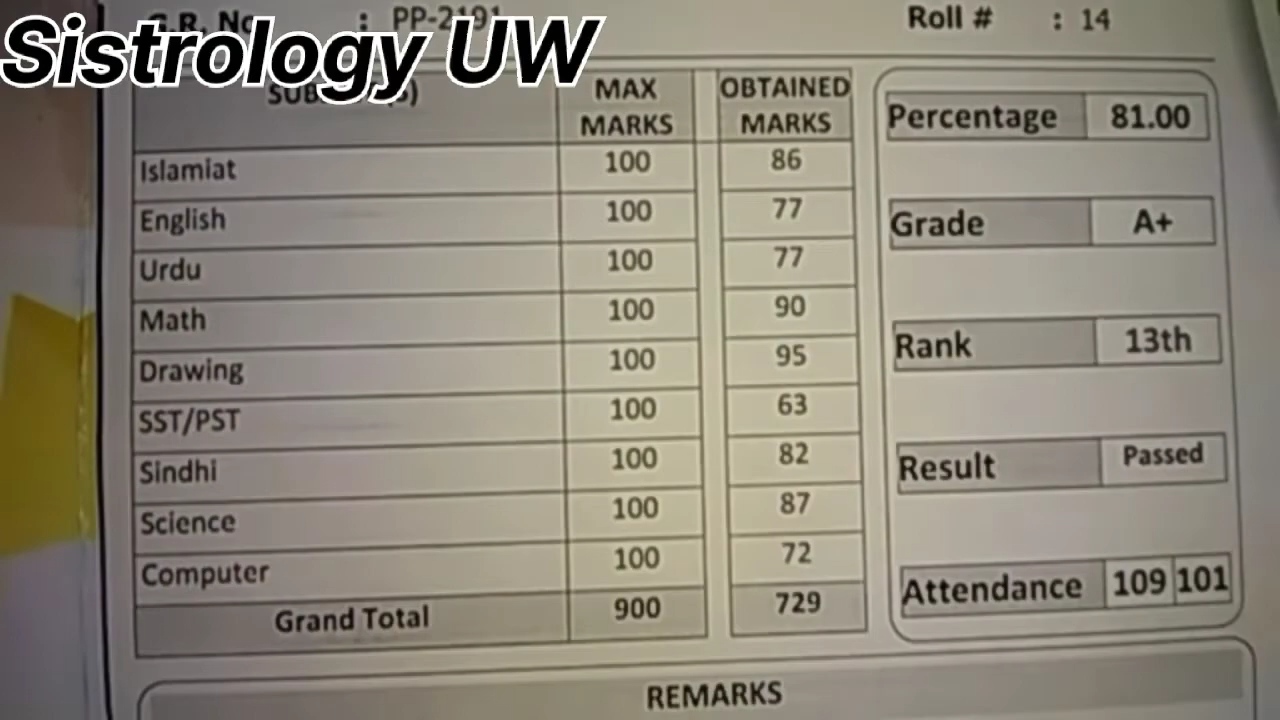 G.R. No : PP-2191 Roll # : 14
Sistrology UW
MAX MARKS OBTAINED MARKS
Islamiat 100 86
English 100 77
Urdu 100 77
Math 100 90
Drawing 100 95
SST/PST 100 63
Sindhi 100 82
Science 100 87
Computer 100 72
Grand Total 900 729
Percentage 81.00
Grade A+
Rank 13th
Result Passed
Attendance 109 101
REMARKS